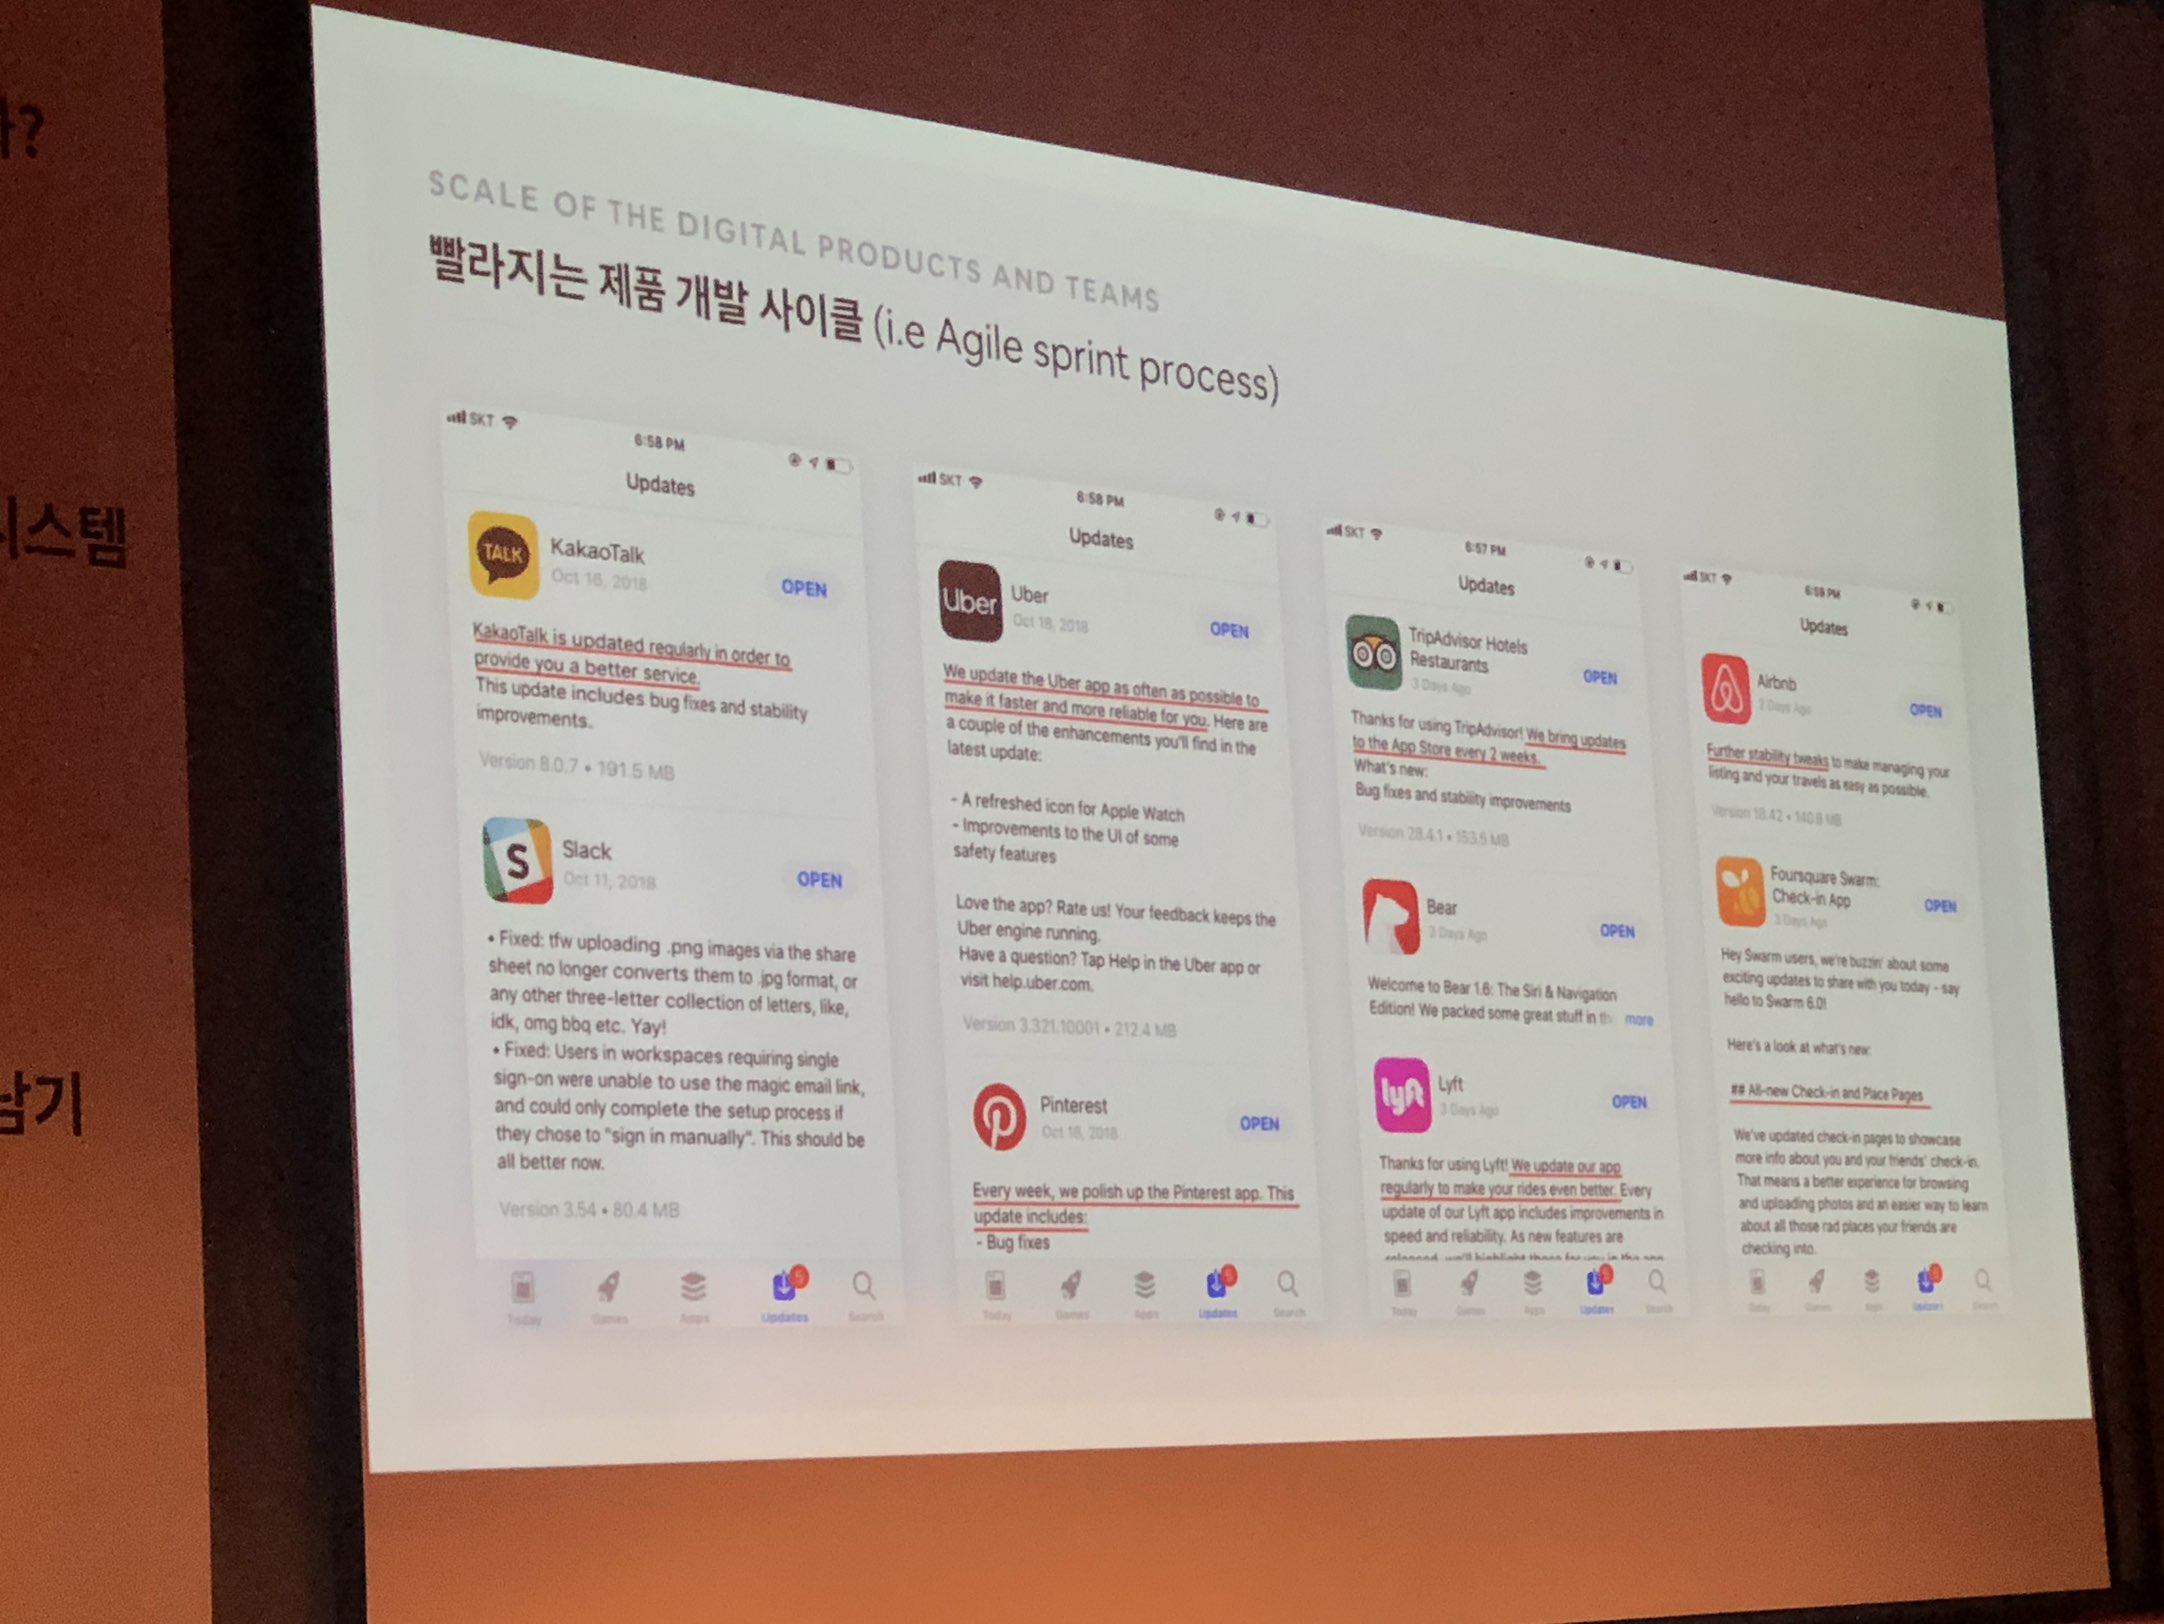 시스템
남기
SCALE OF THE DIGITAL PRODUCTS AND TEAMS
빨라지는 제품 개발 사이클 (i.e Agile sprint process)
SKT
6:58 PM
Updates
TALK
KakaoTalk
Oct 16, 2018
OPEN
KakaoTalk is updated regularly in order to
provide you a better service.
This update includes bug fixes and stability
improvements.
Version 8.0.7 • 191.5 MB
S
Slack
Oct 11, 2018
OPEN
• Fixed: tfw uploading .png images via the share
sheet no longer converts them to .jpg format, or
any other three-letter collection of letters, like,
idk, omg bbq etc. Yay!
• Fixed: Users in workspaces requiring single
sign-on were unable to use the magic email link,
and could only complete the setup process if
they chose to "sign in manually". This should be
all better now.
Version 3.54 • 80.4 MB
Today
Games
Apps
Updates
5
Search
SKT
6:58 PM
Updates
Uber
Uber
Oct 18, 2018
OPEN
We update the Uber app as often as possible to
make it faster and more reliable for you. Here are
a couple of the enhancements you'll find in the
latest update:
- A refreshed icon for Apple Watch
- Improvements to the UI of some
safety features
Love the app? Rate us! Your feedback keeps the
Uber engine running.
Have a question? Tap Help in the Uber app or
visit help.uber.com.
Version 3.321.10001 • 212.4 MB
Pinterest
Oct 18, 2018
OPEN
Every week, we polish up the Pinterest app. This
update includes:
- Bug fixes
Today
Games
Apps
Updates
5
Search
SKT
6:57 PM
Updates
TripAdvisor Hotels
Restaurants
3 Days Ago
OPEN
Thanks for using TripAdvisor! We bring updates
to the App Store every 2 weeks.
What's new:
Bug fixes and stability improvements
Version 28.4.1 • 153.5 MB
Bear
3 Days Ago
OPEN
Welcome to Bear 1.6: The Siri & Navigation
Edition! We packed some great stuff in th more
lyft
Lyft
3 Days Ago
OPEN
Thanks for using Lyft! We update our app
regularly to make your rides even better. Every
update of our Lyft app includes improvements in
speed and reliability. As new features are
Today
Games
Apps
Updates
5
Search
SKT
PM
Updates
Airbnb
2 Days Ago
OPEN
Further stability tweaks to make managing your
listing and your travels as easy as possible.
Version 18.42 • 140.8 MB
Foursquare Swarm:
Check-in App
3 Days Ago
OPEN
Hey Swarm users, we're buzzin' about some
exciting updates to share with you today - say
hello to Swarm 6.0!
Here's a look at what's new:
## All-new Check-in and Place Pages
We've updated check-in pages to showcase
more info about you and your friends' check-in.
That means a better experience for browsing
and uploading photos and an easier way to learn
about all those rad places your friends are
checking into.
Updates